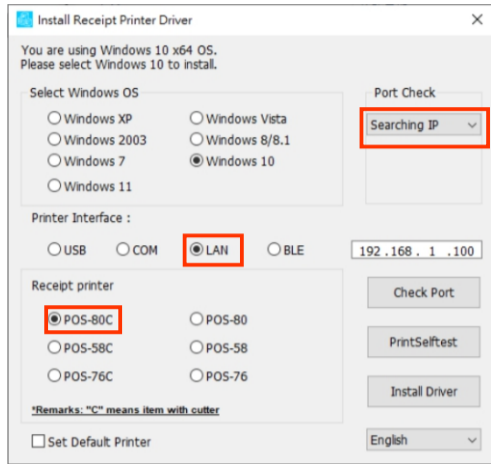 Install Receipt Printer Driver
You are using Windows 10 x64 OS.
Please select Windows 10 to install.
Select Windows OS
Windows XP
Windows Vista
Windows 2003
Windows 8/8.1
Windows 7
Windows 10
Windows 11
Port Check
Searching IP
Printer Interface :
USB
COM
LAN
BLE
192 .168 . 1 .100
Receipt printer
POS-80C
POS-80
POS-58C
POS-58
POS-76C
POS-76
*Remarks: "C" means item with cutter
Check Port
PrintSelftest
Install Driver
Set Default Printer
English